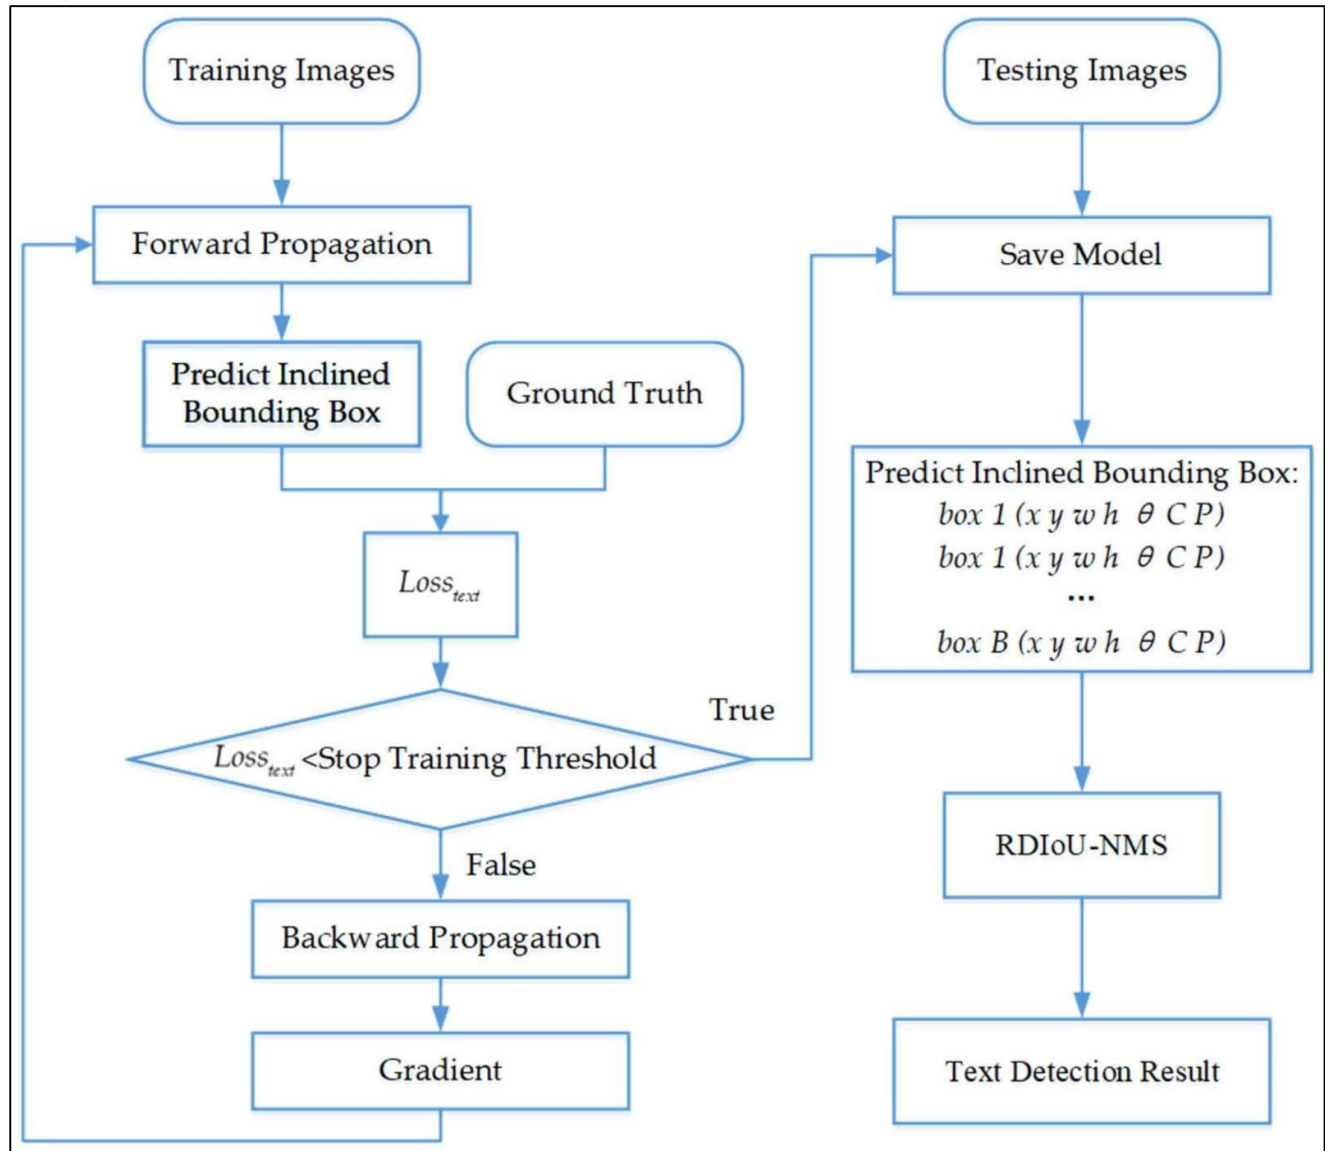 Training Images
Forward Propagation
Predict Inclined
Bounding Box
Ground Truth
Loss_text
Loss_text <Stop Training Threshold
True
False
Backward Propagation
Gradient
Testing Images
Save Model
Predict Inclined Bounding Box:
box 1 (x y w h θ C P)
box 1 (x y w h θ C P)
...
box B (x y w h θ C P)
RDIoU-NMS
Text Detection Result